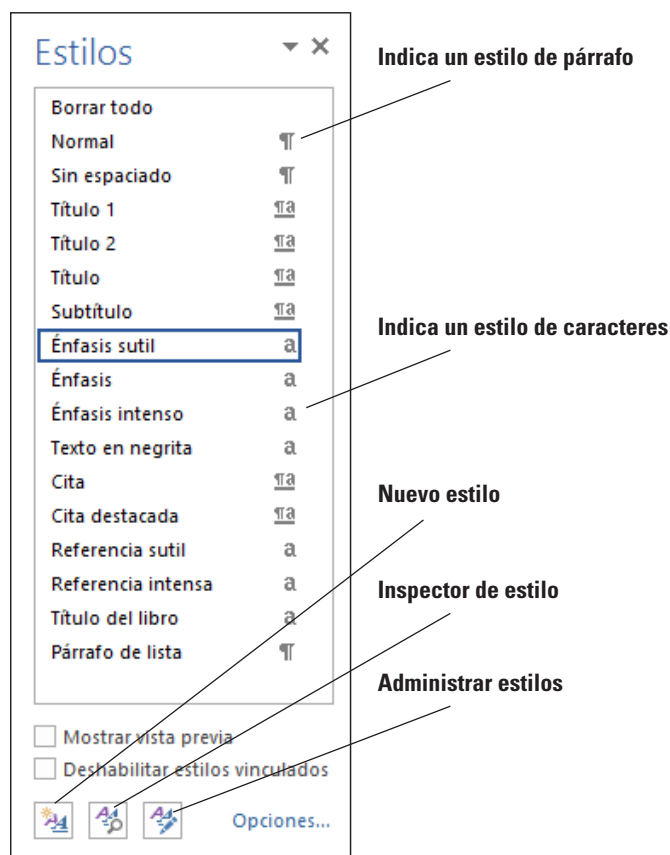 Estilos
Indica un estilo de párrafo
Borrar todo
Normal ¶
Sin espaciado ¶
Título 1 ¶a
Título 2 ¶a
Título ¶a
Subtítulo ¶a
Indica un estilo de caracteres
Énfasis sutil a
Énfasis a
Énfasis intenso a
Texto en negrita a
Cita ¶a
Nuevo estilo
Cita destacada ¶a
Referencia sutil a
Referencia intensa a
Inspector de estilo
Título del libro a
Párrafo de lista ¶
Administrar estilos
Mostrar vista previa
Deshabilitar estilos vinculados
Opciones...